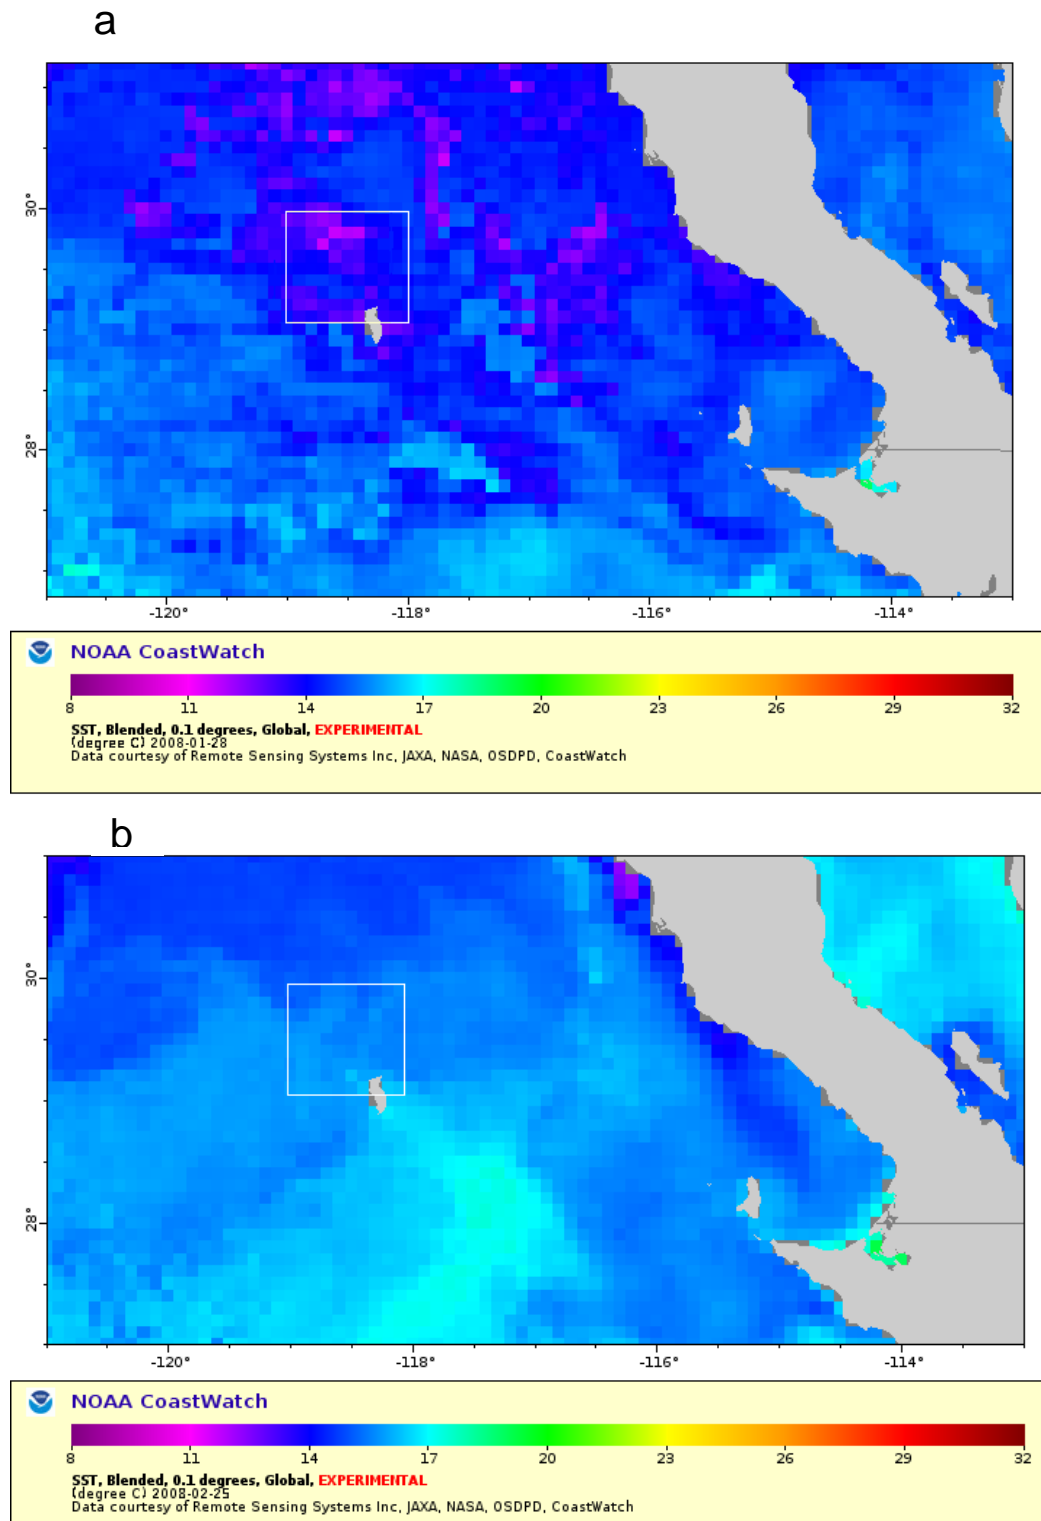 a
30°
28°
-120° -118° -116° -114°
NOAA CoastWatch
8 11 14 17 20 23 26 29 32
SST, Blended, 0.1 degrees, Global, EXPERIMENTAL
(degree C) 2008-01-28
Data courtesy of Remote Sensing Systems Inc, JAXA, NASA, OSDPD, CoastWatch
b
30°
28°
-120° -118° -116° -114°
NOAA CoastWatch
8 11 14 17 20 23 26 29 32
SST, Blended, 0.1 degrees, Global, EXPERIMENTAL
(degree C) 2008-02-25
Data courtesy of Remote Sensing Systems Inc, JAXA, NASA, OSDPD, CoastWatch